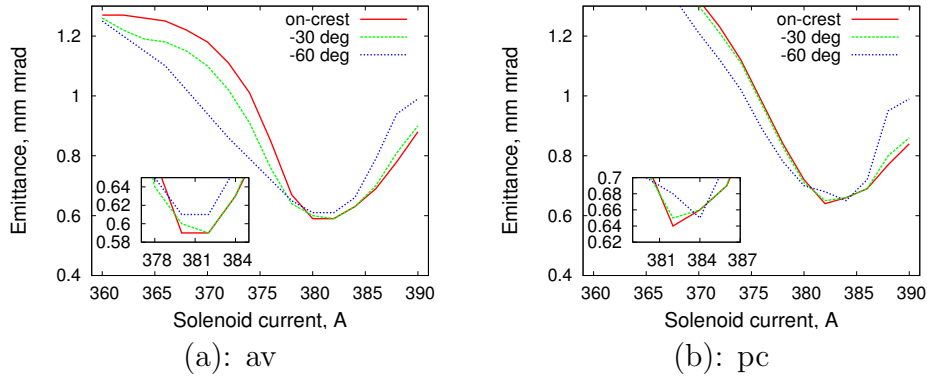 Emittance, mm mrad
1.2
1
0.8
0.6
0.4
on-crest
-30 deg
-60 deg
0.64
0.62
0.6
0.59
0.58
378 381 384
360 365 370 375 380 385 390
Solenoid current, A
(a): av
Emittance, mm mrad
1.2
1
0.8
0.6
0.4
on-crest
-30 deg
-60 deg
0.7
0.68
0.66
0.64
0.62
381 384 387
360 365 370 375 380 385 390
Solenoid current, A
(b): pc